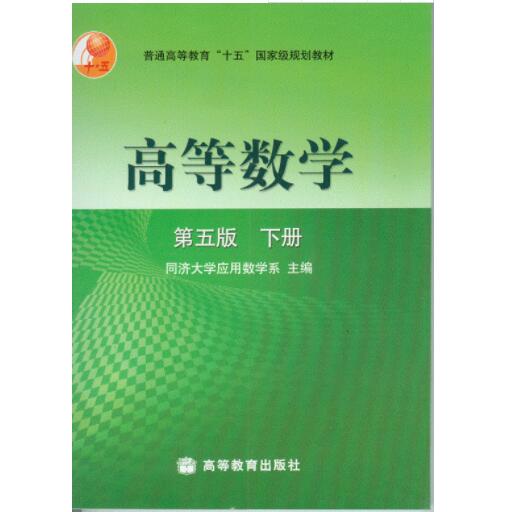 普通高等教育“十五”国家级规划教材
十·五
高等数学
第五版 下册
同济大学应用数学系 主编
高等教育出版社